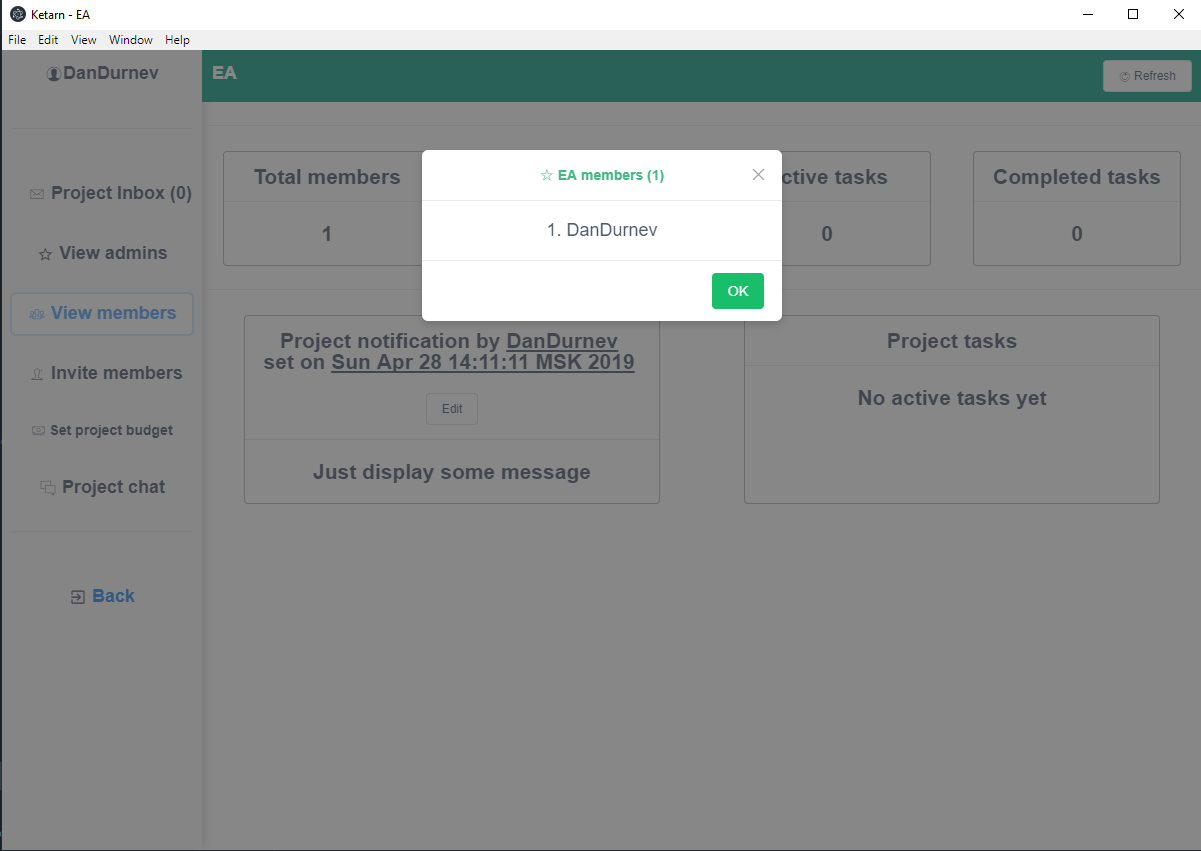 Ketarn - EA
File Edit View Window Help
DanDurnev
EA
Refresh
Project Inbox (0)
View admins
View members
Invite members
Set project budget
Project chat
Back
Total members
1
ctive tasks
0
Completed tasks
0
EA members (1)
1. DanDurnev
OK
Project notification by DanDurnev
set on Sun Apr 28 14:11:11 MSK 2019
Edit
Just display some message
Project tasks
No active tasks yet